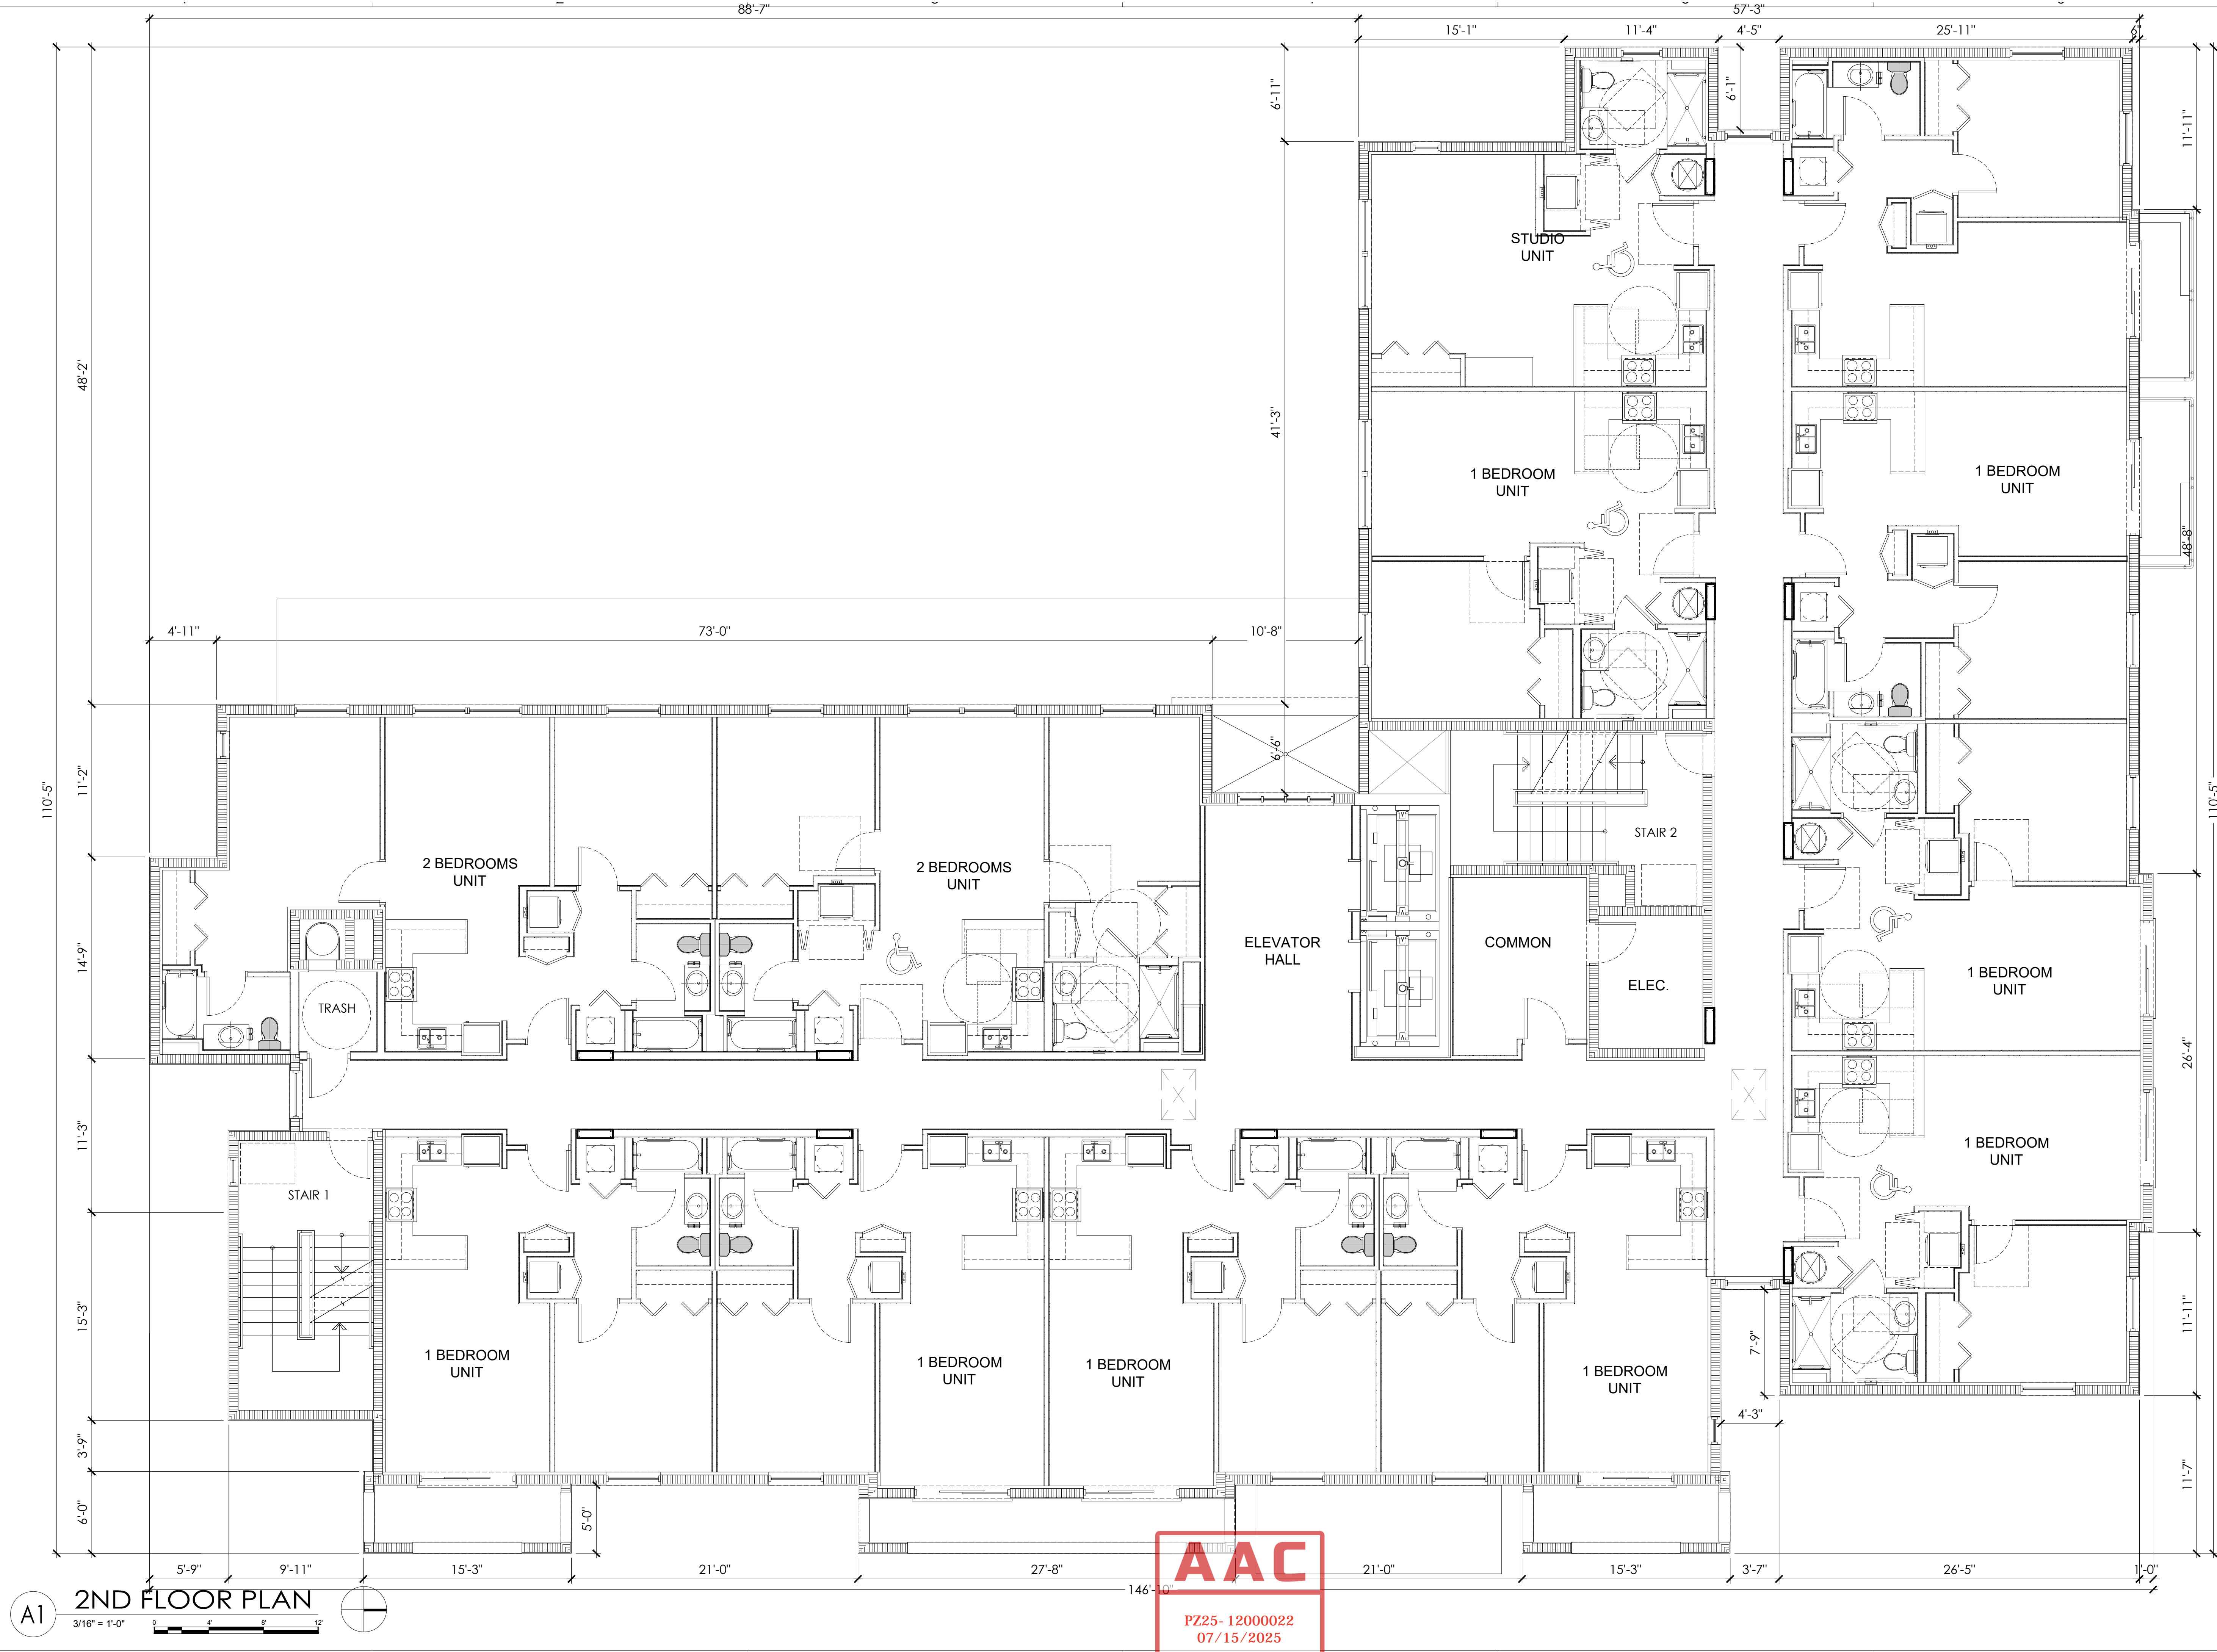 88'-7"
57'-3"
15'-1"
11'-4"
4'-5"
25'-11"
6"
6'-11"
6'-1"
11'-11"
STUDIO
UNIT
48'-2"
41'-3"
1 BEDROOM
UNIT
1 BEDROOM
UNIT
48'-8"
4'-11"
73'-0"
10'-8"
6'-6"
110'-5"
11'-2"
110'-5"
STAIR 2
2 BEDROOMS
UNIT
2 BEDROOMS
UNIT
14'-9"
ELEVATOR
HALL
COMMON
ELEC.
1 BEDROOM
UNIT
TRASH
26'-4"
11'-3"
1 BEDROOM
UNIT
STAIR 1
15'-3"
11'-11"
7'-9"
1 BEDROOM
UNIT
1 BEDROOM
UNIT
1 BEDROOM
UNIT
1 BEDROOM
UNIT
4'-3"
3'-9"
11'-7"
6'-0"
5'-0"
5'-9"
9'-11"
15'-3"
21'-0"
27'-8"
21'-0"
15'-3"
3'-7"
26'-5"
1'-0"
146'-10"
A1
2ND FLOOR PLAN
3/16" = 1'-0"
0 4' 8' 12'
AAC
PZ25-12000022
07/15/2025